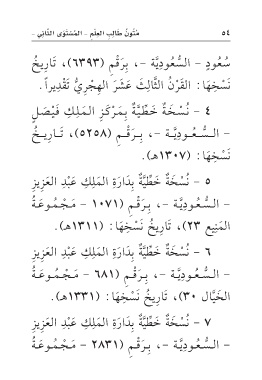 ٥٤ مُتُونُ طَالِبِ العِلْمِ - المُسْتَوَى الثَّانِي -
سُعُودٍ - السُّعُودِيَّةِ -، بِرَقْمِ (٦٣٩٣)، تَارِيخُ
نَسْخِهَا: القَرْنُ الثَّالِثَ عَشَرَ الهِجْرِيُّ تَقْدِيراً.
٤ - نُسْخَةٌ خَطِّيَّةٌ بِمَرْكَزِ المَلِكِ فَيْصَلٍ
- السُّعُودِيَّةِ -، بِرَقْمِ (٥٢٥٨)، تَارِيخُ
نَسْخِهَا: (١٣٠٧هـ).
٥ - نُسْخَةٌ خَطِّيَّةٌ بِدَارَةِ المَلِكِ عَبْدِ العَزِيزِ
- السُّعُودِيَّةِ -، بِرَقْمِ (١٠٧١ - مَجْمُوعَةُ
المَنِيعِ ٢٣)، تَارِيخُ نَسْخِهَا: (١٣١١هـ).
٦ - نُسْخَةٌ خَطِّيَّةٌ بِدَارَةِ المَلِكِ عَبْدِ العَزِيزِ
- السُّعُودِيَّةِ -، بِرَقْمِ (٦٨١ - مَجْمُوعَةُ
الخَيَّالِ ٣٠)، تَارِيخُ نَسْخِهَا: (١٣٣١هـ).
٧ - نُسْخَةٌ خَطِّيَّةٌ بِدَارَةِ المَلِكِ عَبْدِ العَزِيزِ
- السُّعُودِيَّةِ -، بِرَقْمِ (٢٨٣١ - مَجْمُوعَةُ